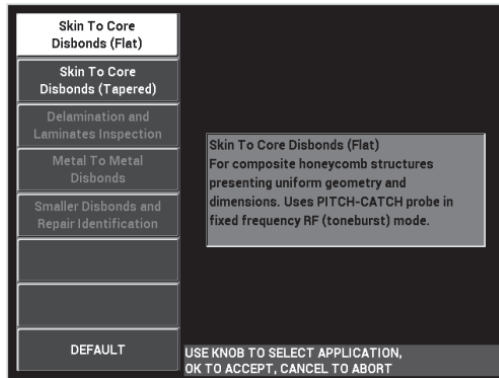 Skin To Core
Disbonds (Flat)
Skin To Core
Disbonds (Tapered)
Delamination and
Laminates Inspection
Metal To Metal
Disbonds
Smaller Disbonds and
Repair Identification
DEFAULT
Skin To Core Disbonds (Flat)
For composite honeycomb structures
presenting uniform geometry and
dimensions. Uses PITCH-CATCH probe in
fixed frequency RF (toneburst) mode.
USE KNOB TO SELECT APPLICATION,
OK TO ACCEPT, CANCEL TO ABORT